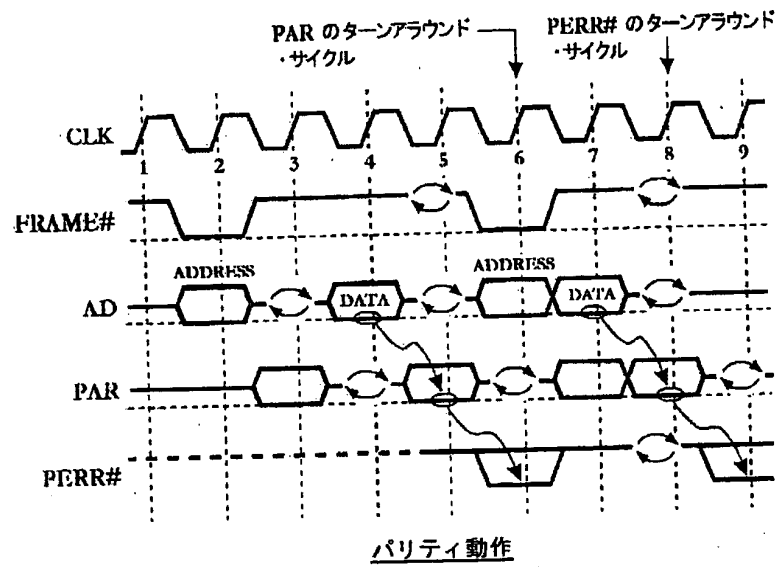 PAR のターンアラウンド
・サイクル
PERR# のターンアラウンド
・サイクル
CLK
1 2 3 4 5 6 7 8 9
FRAME#
ADDRESS
ADDRESS
AD
DATA
DATA
PAR
PERR#
パリティ動作